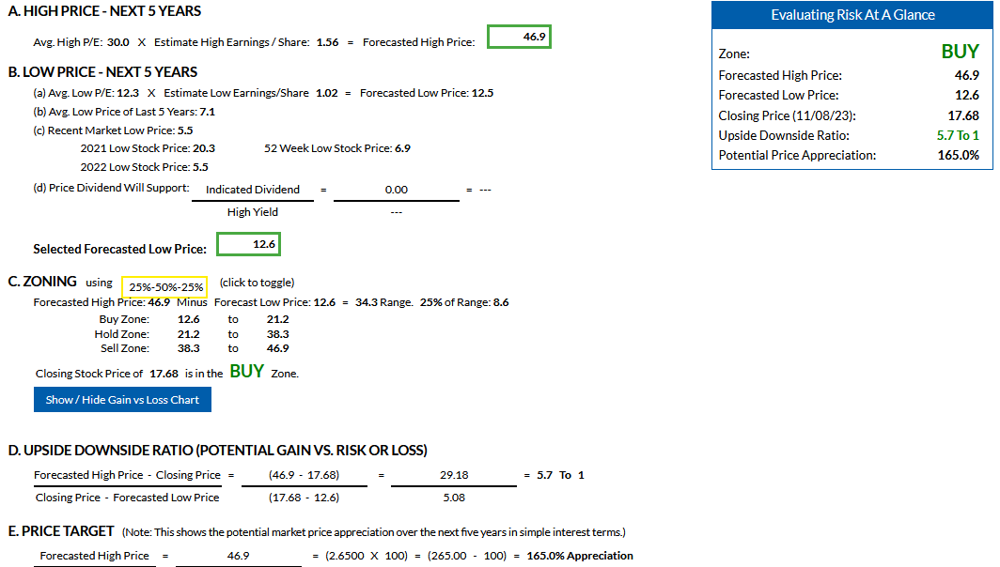 A. HIGH PRICE - NEXT 5 YEARS
Avg. High P/E: 30.0 X Estimate High Earnings / Share: 1.56 = Forecasted High Price: 46.9
B. LOW PRICE - NEXT 5 YEARS
(a) Avg. Low P/E: 12.3 X Estimate Low Earnings/Share 1.02 = Forecasted Low Price: 12.5
(b) Avg. Low Price of Last 5 Years: 7.1
(c) Recent Market Low Price: 5.5
2021 Low Stock Price: 20.3 52 Week Low Stock Price: 6.9
2022 Low Stock Price: 5.5
(d) Price Dividend Will Support: Indicated Dividend = 0.00 = ---
High Yield ---
Selected Forecasted Low Price: 12.6
C. ZONING using 25%-50%-25% (click to toggle)
Forecasted High Price: 46.9 Minus Forecast Low Price: 12.6 = 34.3 Range. 25% of Range: 8.6
Buy Zone: 12.6 to 21.2
Hold Zone: 21.2 to 38.3
Sell Zone: 38.3 to 46.9
Closing Stock Price of 17.68 is in the BUY Zone.
Show / Hide Gain vs Loss Chart
D. UPSIDE DOWNSIDE RATIO (POTENTIAL GAIN VS. RISK OR LOSS)
Forecasted High Price - Closing Price = (46.9 - 17.68) = 29.18 = 5.7 To 1
Closing Price - Forecasted Low Price (17.68 - 12.6) 5.08
E. PRICE TARGET (Note: This shows the potential market price appreciation over the next five years in simple interest terms.)
Forecasted High Price = 46.9 = (2.6500 X 100) = (265.00 - 100) = 165.0% Appreciation
Evaluating Risk At A Glance
Zone: BUY
Forecasted High Price: 46.9
Forecasted Low Price: 12.6
Closing Price (11/08/23): 17.68
Upside Downside Ratio: 5.7 To 1
Potential Price Appreciation: 165.0%